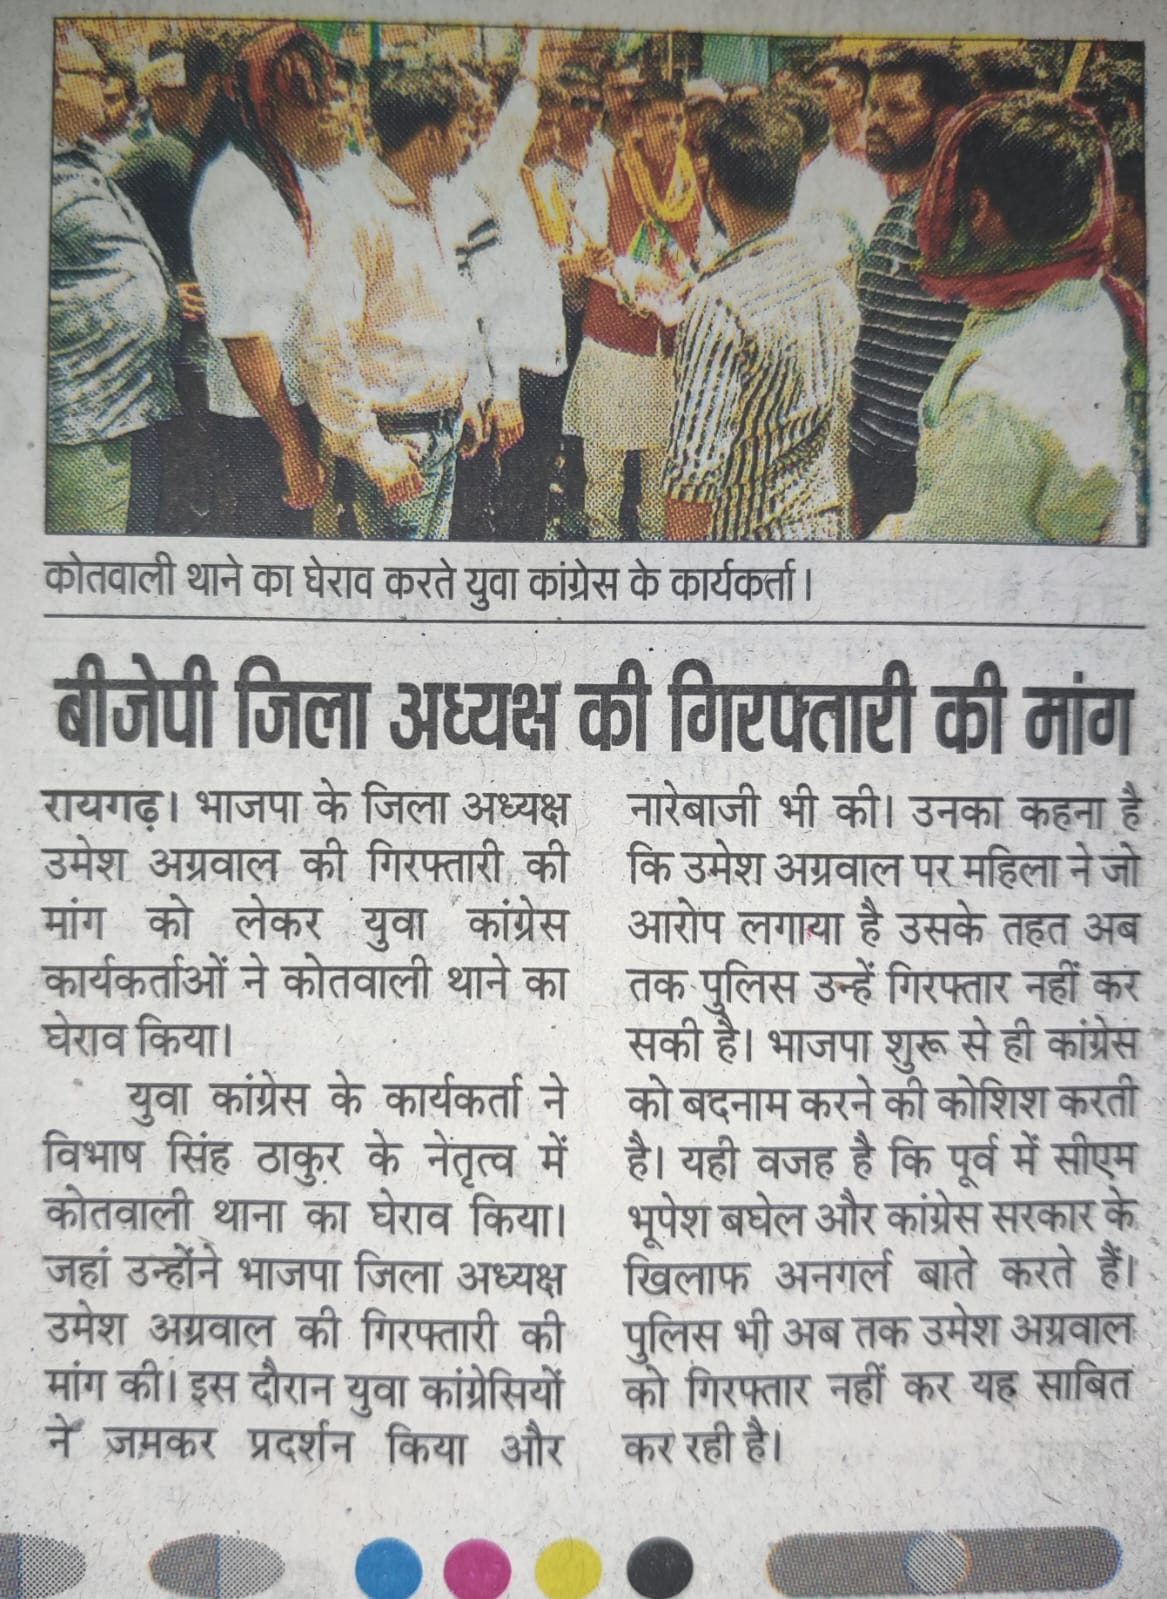 कोतवाली थाने का घेराव करते युवा कांग्रेस के कार्यकर्ता।
बीजेपी जिला अध्यक्ष की गिरफ्तारी की मांग
रायगढ़। भाजपा के जिला अध्यक्ष
उमेश अग्रवाल की गिरफ्तारी की
मांग को लेकर युवा कांग्रेस
कार्यकर्ताओं ने कोतवाली थाने का
घेराव किया।
युवा कांग्रेस के कार्यकर्ता ने
विभाष सिंह ठाकुर के नेतृत्व में
कोतवाली थाना का घेराव किया।
जहां उन्होंने भाजपा जिला अध्यक्ष
उमेश अग्रवाल की गिरफ्तारी की
मांग की। इस दौरान युवा कांग्रेसियों
ने जमकर प्रदर्शन किया और
नारेबाजी भी की। उनका कहना है
कि उमेश अग्रवाल पर महिला ने जो
आरोप लगाया है उसके तहत अब
तक पुलिस उन्हें गिरफ्तार नहीं कर
सकी है। भाजपा शुरू से ही कांग्रेस
को बदनाम करने की कोशिश करती
है। यही वजह है कि पूर्व में सीएम
भूपेश बघेल और कांग्रेस सरकार के
खिलाफ अनगर्ल बाते करते हैं।
पुलिस भी अब तक उमेश अग्रवाल
को गिरफ्तार नहीं कर यह साबित
कर रही है।